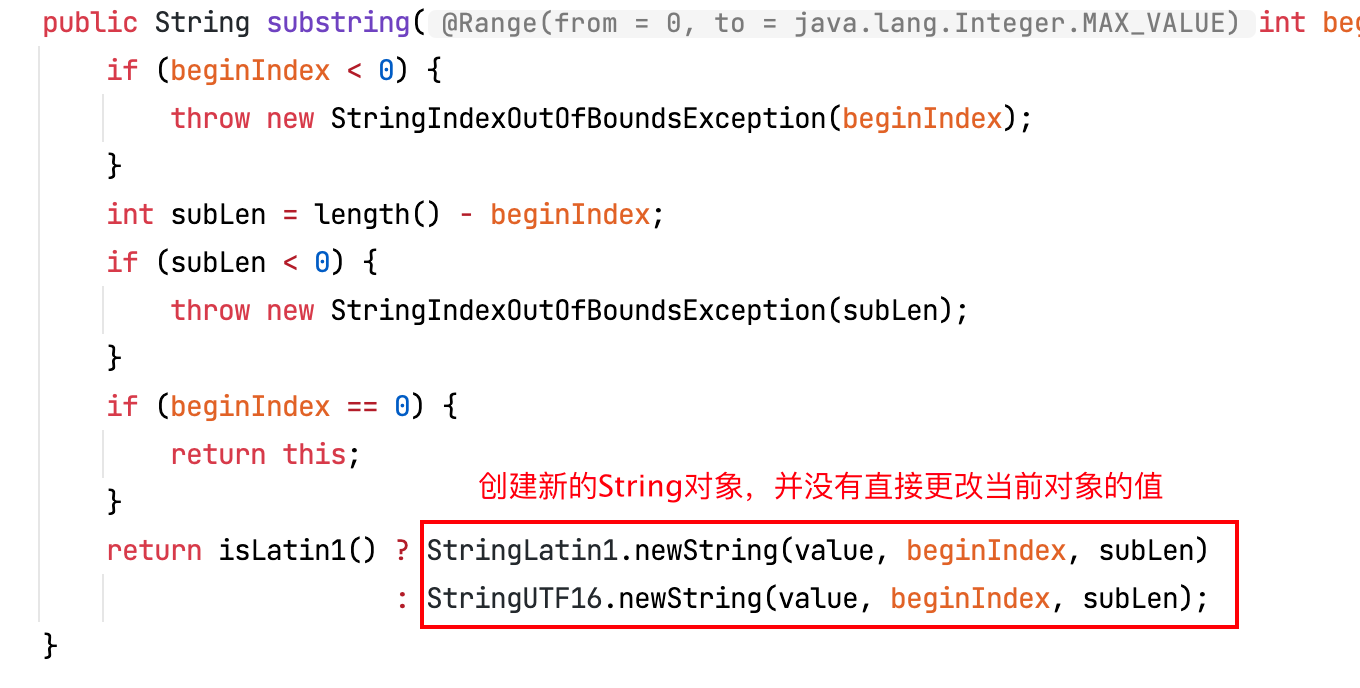 public String substring( @Range(from = 0, to = java.lang.Integer.MAX_VALUE) int beg
if (beginIndex < 0) {
throw new StringIndexOutOfBoundsException(beginIndex);
}
int subLen = length() - beginIndex;
if (subLen < 0) {
throw new StringIndexOutOfBoundsException(subLen);
}
if (beginIndex == 0) {
return this;
创建新的String对象，并没有直接更改当前对象的值
}
return isLatin1() ? StringLatin1.newString(value, beginIndex, subLen)
: StringUTF16.newString(value, beginIndex, subLen);
}